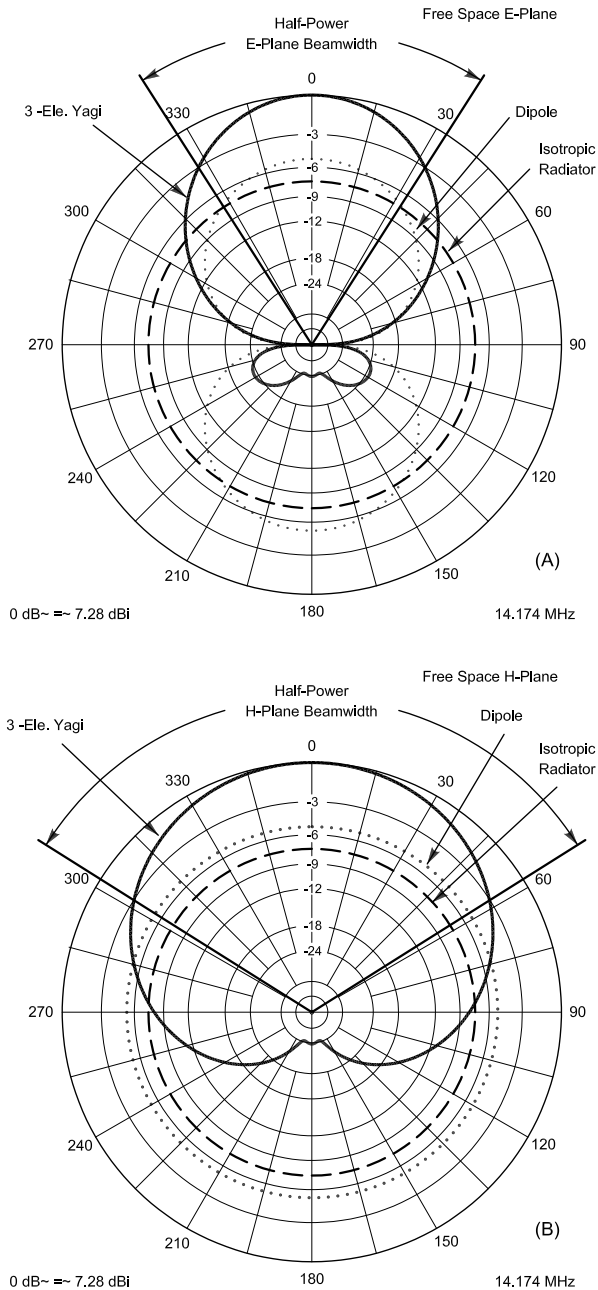 Free Space E-Plane
Half-Power
E-Plane Beamwidth
3 -Ele. Yagi
0
330
30
Dipole
Isotropic
Radiator
-3
-6
-9
-12
-18
-24
300
60
270
90
240
120
210
150
180
(A)
0 dB~ =~ 7.28 dBi
14.174 MHz
Free Space H-Plane
Half-Power
H-Plane Beamwidth
3 -Ele. Yagi
Dipole
0
Isotropic
Radiator
330
30
-3
-6
-9
-12
-18
-24
300
60
270
90
240
120
210
150
180
(B)
0 dB~ =~ 7.28 dBi
14.174 MHz